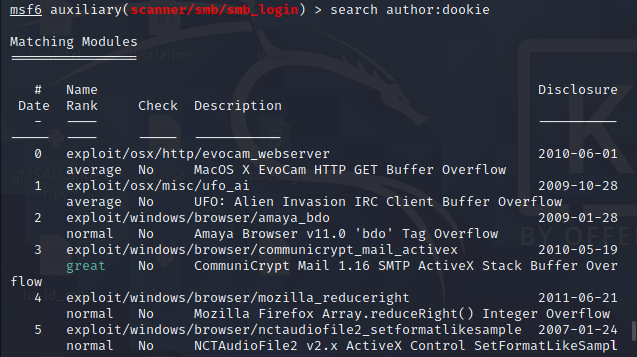 msf6 auxiliary(scanner/smb/smb_login) > search author:dookie
Matching Modules
================
# Name Disclosure
Date Rank Check Description
- ---- ----------
----- ---- ----- -----------
0 exploit/osx/http/evocam_webserver 2010-06-01
average No MacOS X EvoCam HTTP GET Buffer Overflow
1 exploit/osx/misc/ufo_ai 2009-10-28
average No UFO: Alien Invasion IRC Client Buffer Overflow
2 exploit/windows/browser/amaya_bdo 2009-01-28
normal No Amaya Browser v11.0 'bdo' Tag Overflow
3 exploit/windows/browser/communicrypt_mail_activex 2010-05-19
great No CommuniCrypt Mail 1.16 SMTP ActiveX Stack Buffer Over
flow
4 exploit/windows/browser/mozilla_reduceright 2011-06-21
normal No Mozilla Firefox Array.reduceRight() Integer Overflow
5 exploit/windows/browser/nctaudiofile2_setformatlikesample 2007-01-24
normal No NCTAudioFile2 v2.x ActiveX Control SetFormatLikeSampl